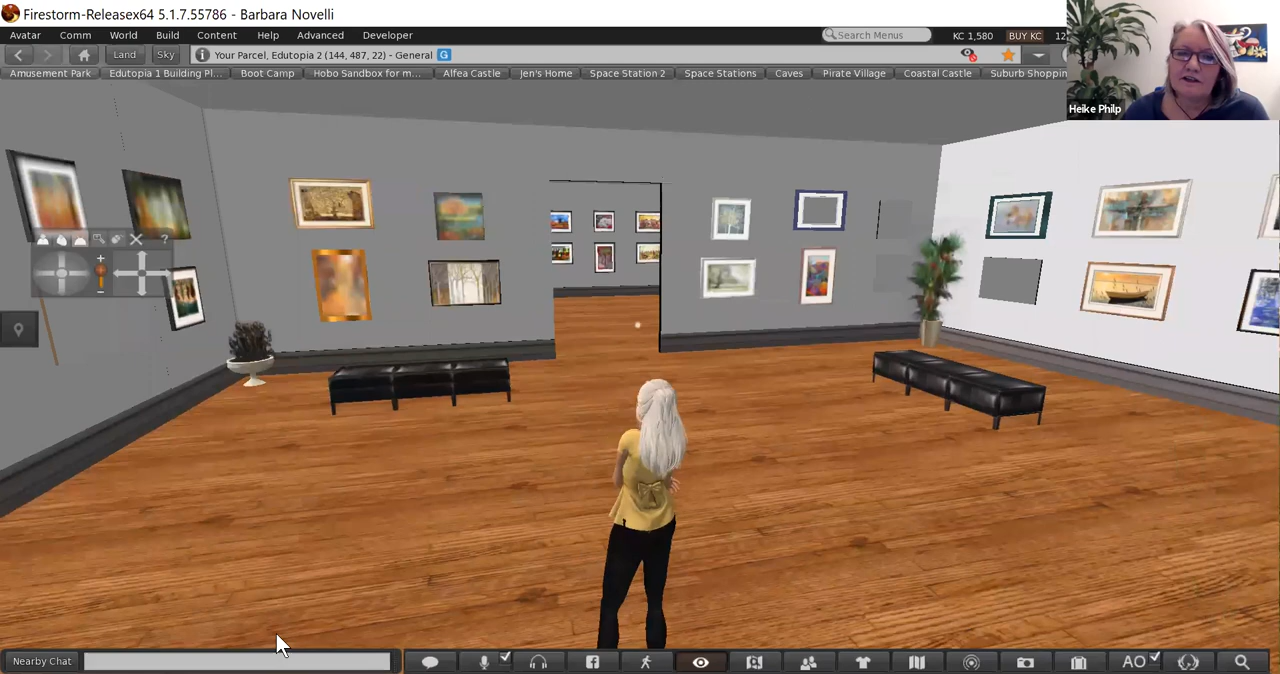 Firestorm-Releasex64 5.1.7.55786 - Barbara Novelli
Avatar Comm World Build Content Help Advanced Developer Search Menus KC 1,580 BUY KC 12
Land Sky Your Parcel, Edutopia 2 (144, 487, 22) - General G
Amusement Park Edutopia 1 Building Pl... Boot Camp Hobo Sandbox for m... Alfea Castle Jen's Home Space Station 2 Space Stations Caves Pirate Village Coastal Castle Suburb Shoppin
Heike Philp
?
Nearby Chat AO